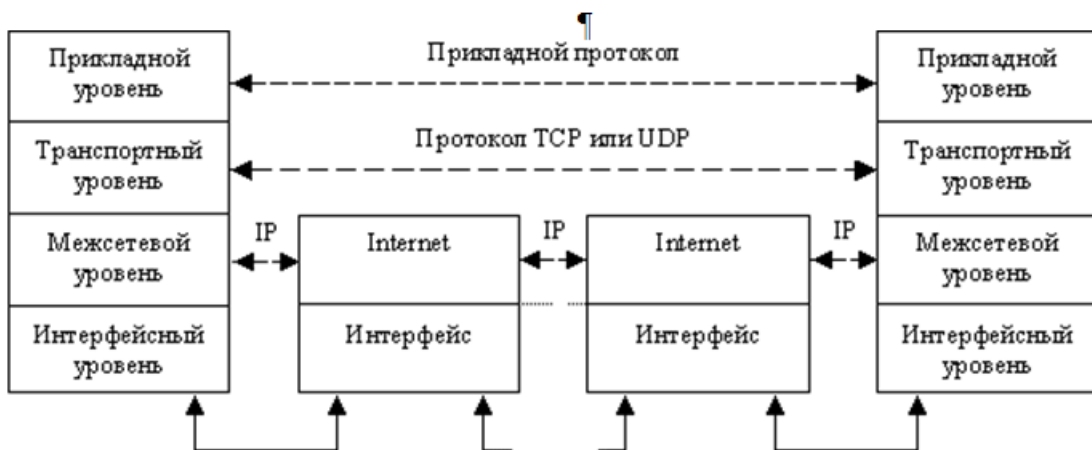 ¶
Прикладной
уровень
Прикладной протокол
Прикладной
уровень
Транспортный
уровень
Протокол TCP или UDP
Транспортный
уровень
Межсетевой
уровень
IP
Internet
IP
Internet
IP
Межсетевой
уровень
Интерфейсный
уровень
Интерфейс
Интерфейс
Интерфейсный
уровень